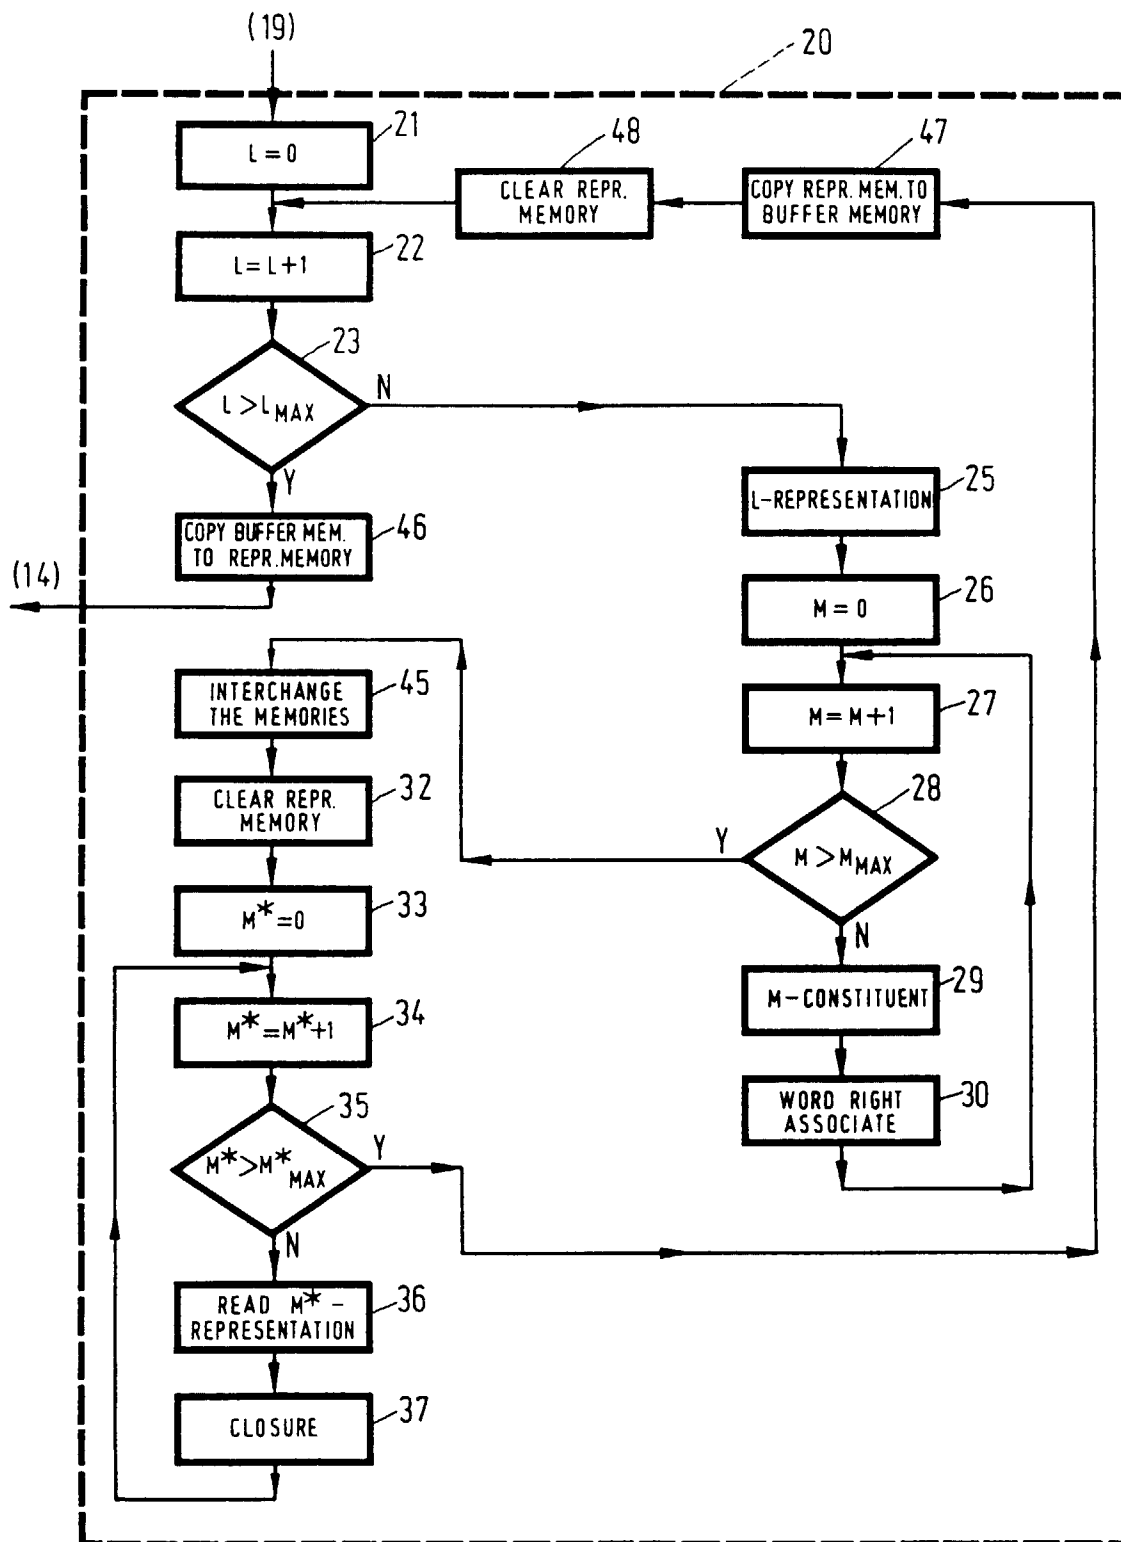 (19)
20
21
L=0
48
CLEAR REPR.
MEMORY
47
COPY REPR. MEM. TO
BUFFER MEMORY
22
L=L+1
23
L>L MAX
N
Y
25
L-REPRESENTATION
46
COPY BUFFER MEM.
TO REPR. MEMORY
(14)
26
M=0
45
INTERCHANGE
THE MEMORIES
27
M=M+1
32
CLEAR REPR.
MEMORY
28
M>M MAX
Y
N
33
M*=0
29
M-CONSTITUENT
34
M*=M*+1
30
WORD RIGHT
ASSOCIATE
35
M*>M* MAX
Y
N
36
READ M*-
REPRESENTATION
37
CLOSURE